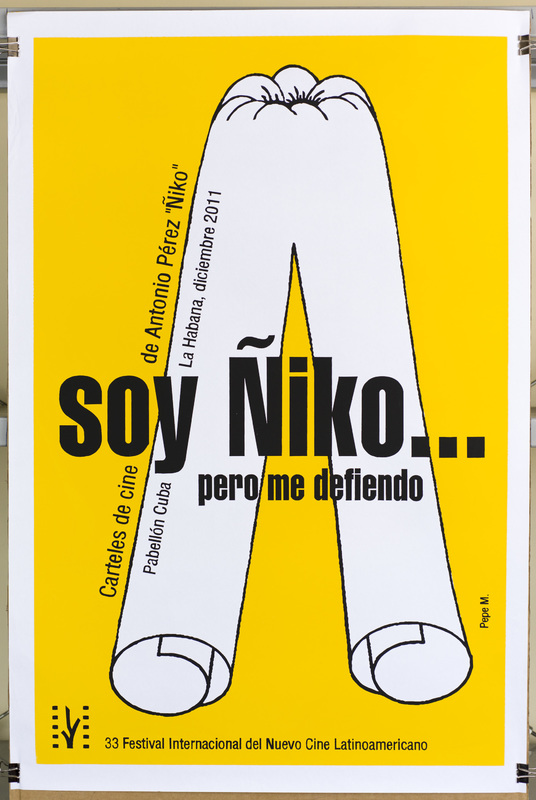 Carteles de cine de Antonio Pérez "Ñiko"
Pabellón Cuba La Habana, diciembre 2011
soy Ñiko...
pero me defiendo
Pepe M.
33 Festival Internacional del Nuevo Cine Latinoamericano